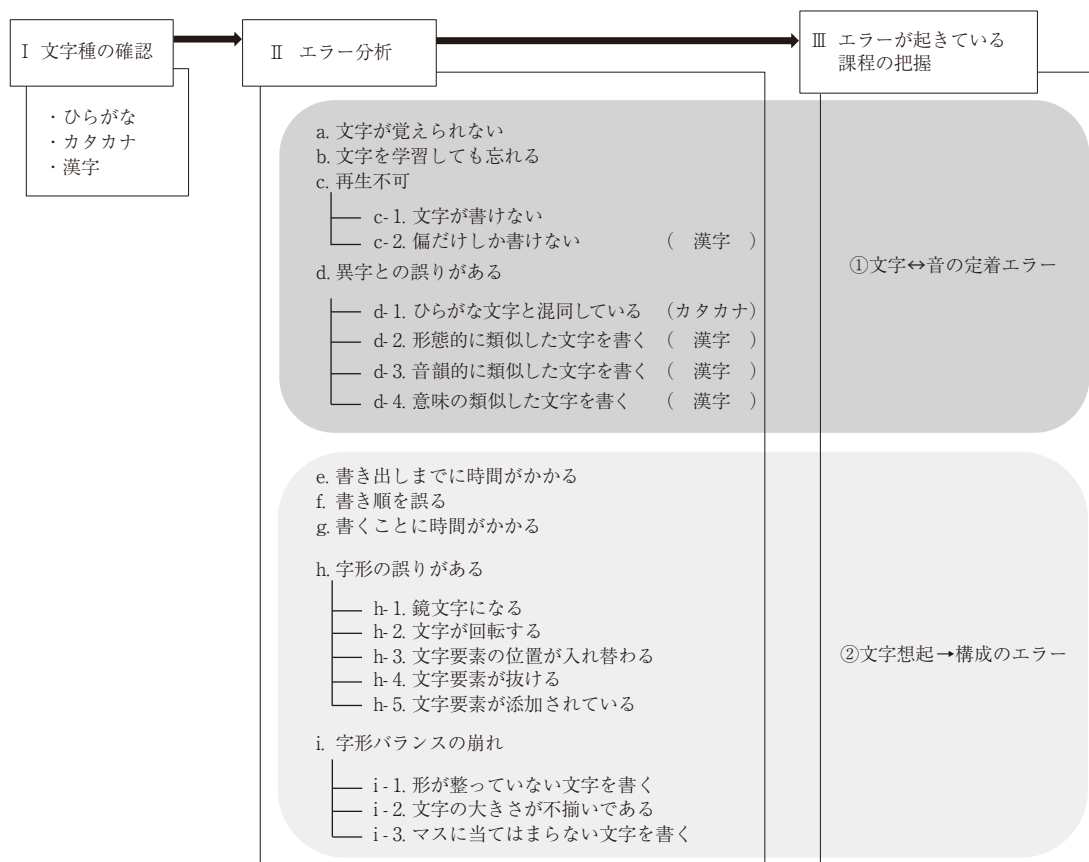 Ⅰ 文字種の確認
Ⅱ エラー分析
Ⅲ エラーが起きている
課程の把握
・ひらがな
・カタカナ
・漢字
a. 文字が覚えられない
b. 文字を学習しても忘れる
c. 再生不可
c-1. 文字が書けない
c-2. 偏だけしか書けない （ 漢字 ）
d. 異字との誤りがある
d-1. ひらがな文字と混同している （カタカナ）
d-2. 形態的に類似した文字を書く （ 漢字 ）
d-3. 音韻的に類似した文字を書く （ 漢字 ）
d-4. 意味の類似した文字を書く （ 漢字 ）
①文字↔音の定着エラー
e. 書き出しまでに時間がかかる
f. 書き順を誤る
g. 書くことに時間がかかる
h. 字形の誤りがある
h-1. 鏡文字になる
h-2. 文字が回転する
h-3. 文字要素の位置が入れ替わる
h-4. 文字要素が抜ける
h-5. 文字要素が添加されている
i. 字形バランスの崩れ
i-1. 形が整っていない文字を書く
i-2. 文字の大きさが不揃いである
i-3. マスに当てはまらない文字を書く
②文字想起→構成のエラー